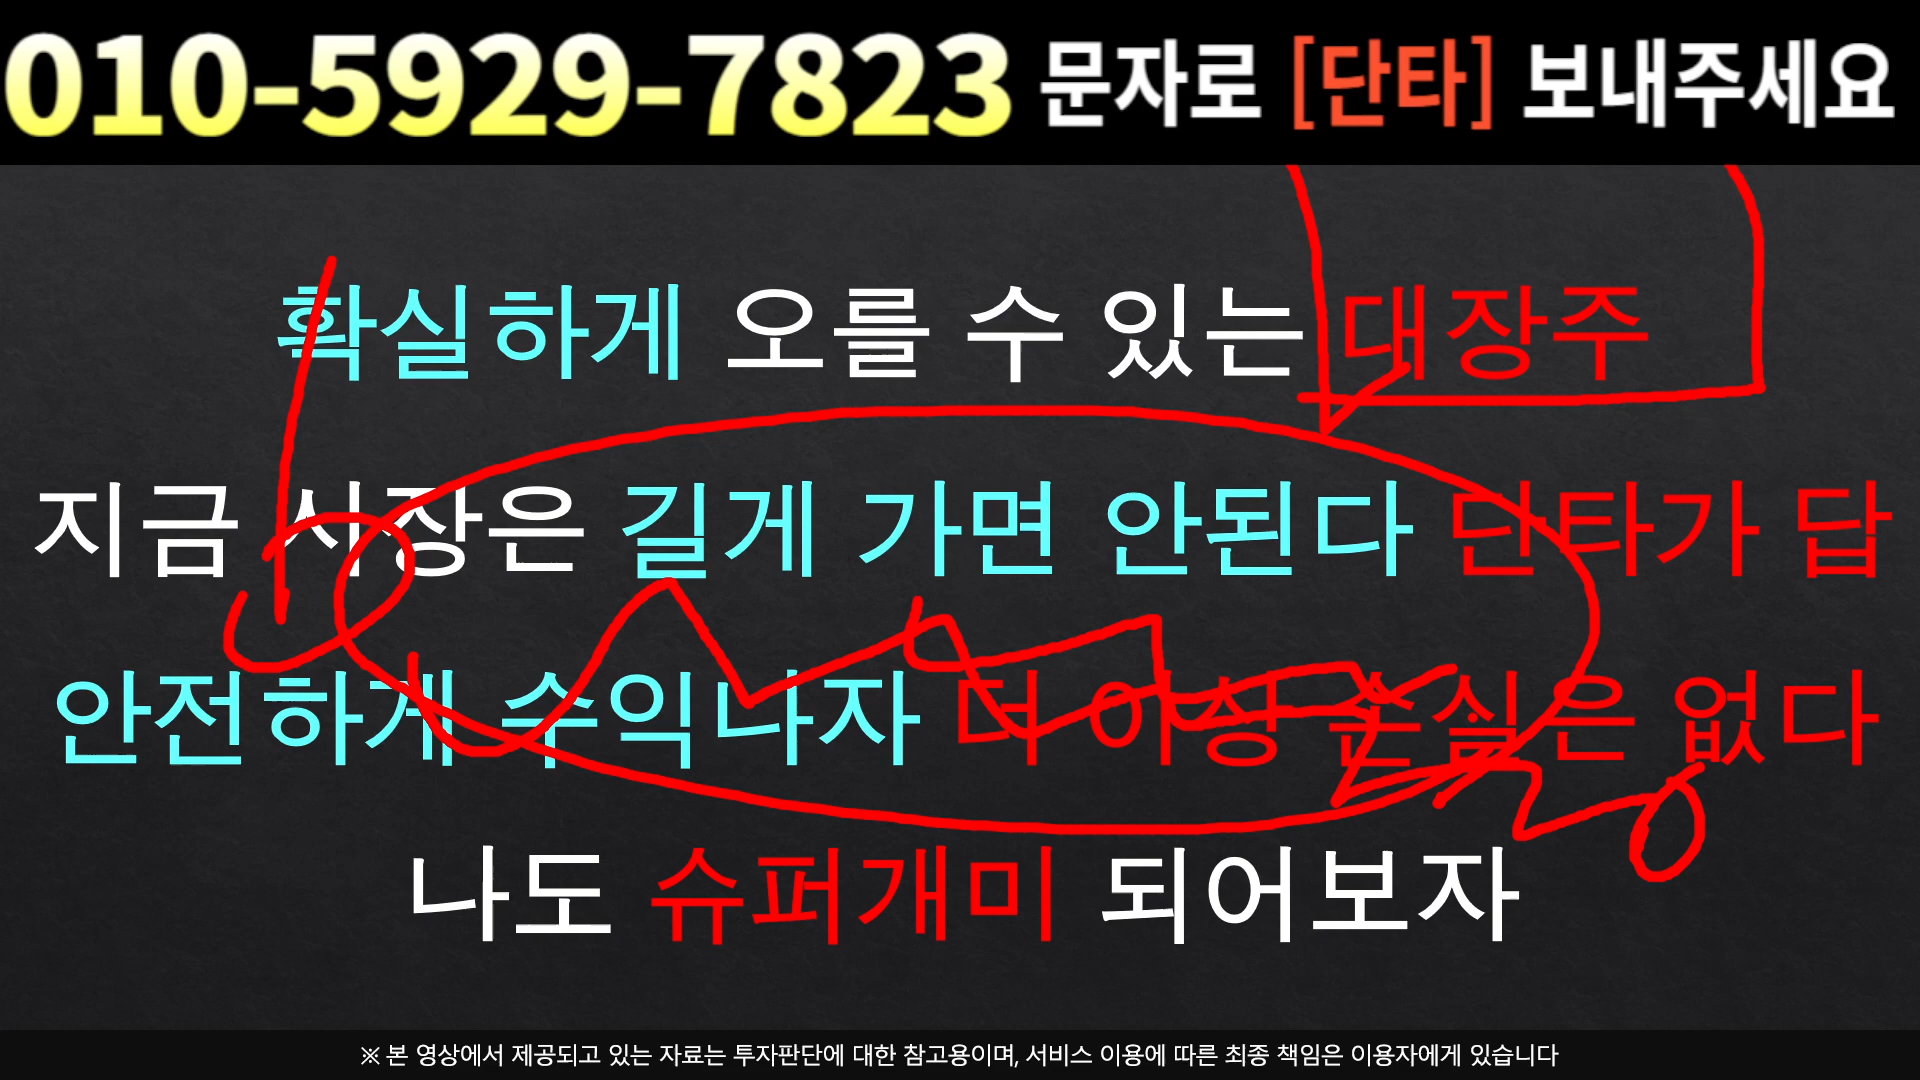 010-5929-7823 문자로 [단타] 보내주세요
확실하게 오를 수 있는 대장주
지금 시장은 길게 가면 안된다 단타가 답
안전하게 수익나자 더 이상 손실은 없다
나도 슈퍼개미 되어보자
※ 본 영상에서 제공되고 있는 자료는 투자판단에 대한 참고용이며, 서비스 이용에 따른 최종 책임은 이용자에게 있습니다